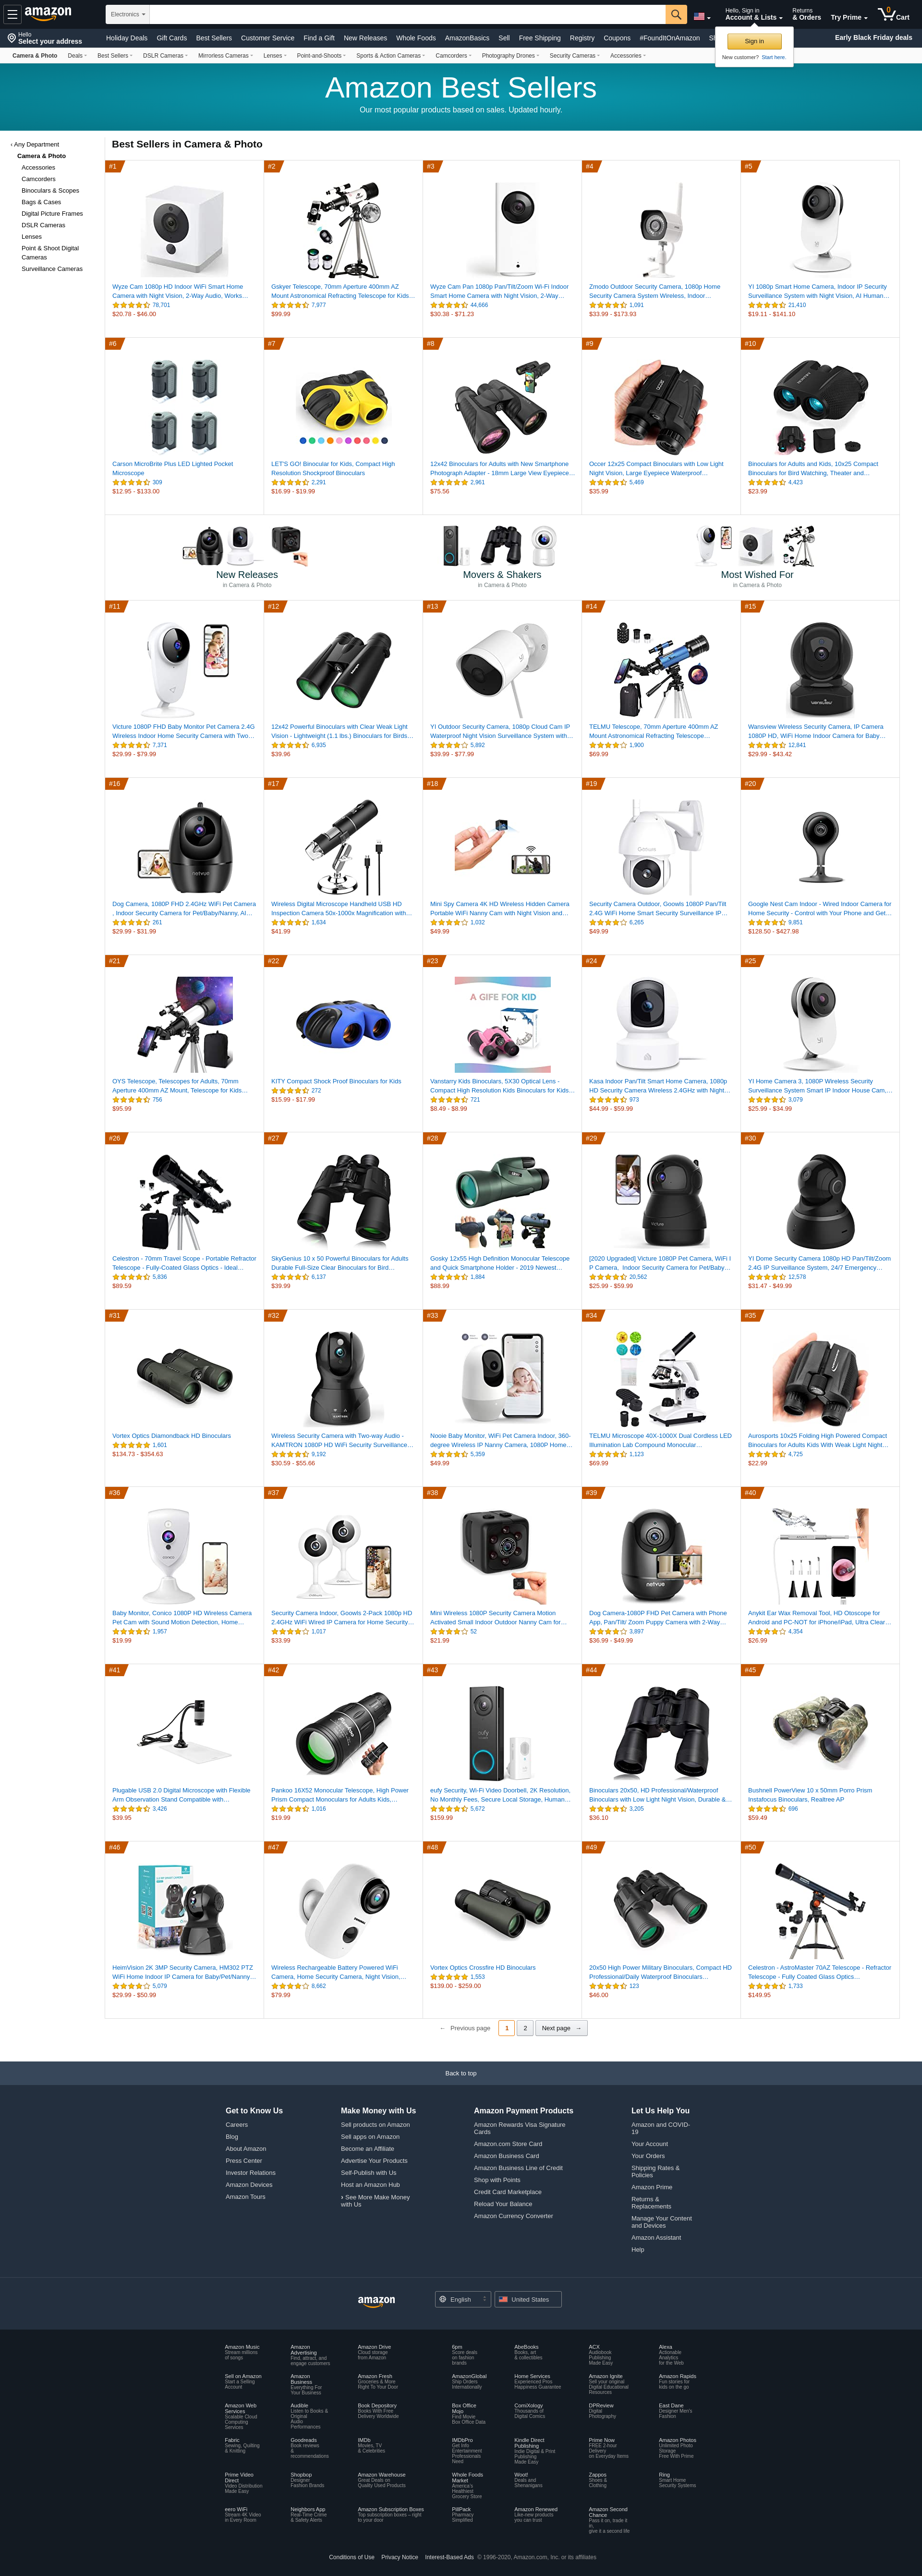 amazon
Electronics
Hello, Sign in
Account & Lists
Returns
& Orders
Try Prime
0
Cart
Hello
Select your address
Holiday Deals
Gift Cards
Best Sellers
Customer Service
Find a Gift
New Releases
Whole Foods
AmazonBasics
Sell
Free Shipping
Registry
Coupons
#FoundItOnAmazon
Early Black Friday deals
Sign in
New customer? Start here.
Camera & Photo
Deals
Best Sellers
DSLR Cameras
Mirrorless Cameras
Lenses
Point-and-Shoots
Sports & Action Cameras
Camcorders
Photography Drones
Security Cameras
Accessories
Amazon Best Sellers
Our most popular products based on sales. Updated hourly.
‹ Any Department
Camera & Photo
Accessories
Camcorders
Binoculars & Scopes
Bags & Cases
Digital Picture Frames
DSLR Cameras
Lenses
Point & Shoot Digital
Cameras
Surveillance Cameras
Best Sellers in Camera & Photo
#1
Wyze Cam 1080p HD Indoor WiFi Smart Home
Camera with Night Vision, 2-Way Audio, Works…
78,701
$20.78 - $46.00
#2
Gskyer Telescope, 70mm Aperture 400mm AZ
Mount Astronomical Refracting Telescope for Kids…
7,977
$99.99
#3
Wyze Cam Pan 1080p Pan/Tilt/Zoom Wi-Fi Indoor
Smart Home Camera with Night Vision, 2-Way…
44,666
$30.38 - $71.23
#4
Zmodo Outdoor Security Camera, 1080p Home
Security Camera System Wireless, Indoor…
1,091
$33.99 - $173.93
#5
YI 1080p Smart Home Camera, Indoor IP Security
Surveillance System with Night Vision, AI Human…
21,410
$19.11 - $141.10
#6
Carson MicroBrite Plus LED Lighted Pocket
Microscope
309
$12.95 - $133.00
#7
LET'S GO! Binocular for Kids, Compact High
Resolution Shockproof Binoculars
2,291
$16.99 - $19.99
#8
12x42 Binoculars for Adults with New Smartphone
Photograph Adapter - 18mm Large View Eyepiece…
2,961
$75.56
#9
Occer 12x25 Compact Binoculars with Low Light
Night Vision, Large Eyepiece Waterproof…
5,469
$35.99
#10
Binoculars for Adults and Kids, 10x25 Compact
Binoculars for Bird Watching, Theater and…
4,423
$23.99
New Releases
in Camera & Photo
Movers & Shakers
in Camera & Photo
Most Wished For
in Camera & Photo
#11
Victure 1080P FHD Baby Monitor Pet Camera 2.4G
Wireless Indoor Home Security Camera with Two…
7,371
$29.99 - $79.99
#12
12x42 Powerful Binoculars with Clear Weak Light
Vision - Lightweight (1.1 lbs.) Binoculars for Birds…
6,935
$39.96
#13
YI Outdoor Security Camera, 1080p Cloud Cam IP
Waterproof Night Vision Surveillance System with…
5,892
$39.99 - $77.99
#14
TELMU Telescope, 70mm Aperture 400mm AZ
Mount Astronomical Refracting Telescope…
1,900
$69.99
#15
Wansview Wireless Security Camera, IP Camera
1080P HD, WiFi Home Indoor Camera for Baby…
12,841
$29.99 - $43.42
#16
Dog Camera, 1080P FHD 2.4GHz WiFi Pet Camera
, Indoor Security Camera for Pet/Baby/Nanny, AI…
261
$29.99 - $31.99
#17
Wireless Digital Microscope Handheld USB HD
Inspection Camera 50x-1000x Magnification with…
1,634
$41.99
#18
Mini Spy Camera 4K HD Wireless Hidden Camera
Portable WiFi Nanny Cam with Night Vision and…
1,032
$49.99
#19
Security Camera Outdoor, Goowls 1080P Pan/Tilt
2.4G WiFi Home Smart Security Surveillance IP…
6,265
$49.99
#20
Google Nest Cam Indoor - Wired Indoor Camera for
Home Security - Control with Your Phone and Get…
9,851
$128.50 - $427.98
#21
OYS Telescope, Telescopes for Adults, 70mm
Aperture 400mm AZ Mount, Telescope for Kids…
756
$95.99
#22
KITY Compact Shock Proof Binoculars for Kids
272
$15.99 - $17.99
#23
A GIFE FOR KID
Vanstarry Kids Binoculars, 5X30 Optical Lens -
Compact High Resolution Kids Binoculars for Kids…
721
$8.49 - $8.99
#24
Kasa Indoor Pan/Tilt Smart Home Camera, 1080p
HD Security Camera Wireless 2.4GHz with Night…
973
$44.99 - $59.99
#25
YI Home Camera 3, 1080P Wireless Security
Surveillance System Smart IP Indoor House Cam,…
3,079
$25.99 - $34.99
#26
Celestron - 70mm Travel Scope - Portable Refractor
Telescope - Fully-Coated Glass Optics - Ideal…
5,836
$89.59
#27
SkyGenius 10 x 50 Powerful Binoculars for Adults
Durable Full-Size Clear Binoculars for Bird…
6,137
$39.99
#28
Gosky 12x55 High Definition Monocular Telescope
and Quick Smartphone Holder - 2019 Newest…
1,884
$88.99
#29
[2020 Upgraded] Victure 1080P Pet Camera, WiFi I
P Camera, Indoor Security Camera for Pet/Baby…
20,562
$25.99 - $59.99
#30
YI Dome Security Camera 1080p HD Pan/Tilt/Zoom
2.4G IP Surveillance System, 24/7 Emergency…
12,578
$31.47 - $49.99
#31
Vortex Optics Diamondback HD Binoculars
1,601
$134.73 - $354.63
#32
Wireless Security Camera with Two-way Audio -
KAMTRON 1080P HD WiFi Security Surveillance…
9,192
$30.59 - $55.66
#33
Nooie Baby Monitor, WiFi Pet Camera Indoor, 360-
degree Wireless IP Nanny Camera, 1080P Home…
5,359
$49.99
#34
TELMU Microscope 40X-1000X Dual Cordless LED
Illumination Lab Compound Monocular…
1,123
$69.99
#35
Aurosports 10x25 Folding High Powered Compact
Binoculars for Adults Kids With Weak Light Night…
4,725
$22.99
#36
Baby Monitor, Conico 1080P HD Wireless Camera
Pet Cam with Sound Motion Detection, Home…
1,957
$19.99
#37
Security Camera Indoor, Goowls 2-Pack 1080p HD
2.4GHz WiFi Wired IP Camera for Home Security…
1,017
$33.99
#38
Mini Wireless 1080P Security Camera Motion
Activated Small Indoor Outdoor Nanny Cam for…
52
$21.99
#39
netvue
Dog Camera-1080P FHD Pet Camera with Phone
App, Pan/Tilt/ Zoom Puppy Camera with 2-Way…
3,897
$36.99 - $49.99
#40
Anykit Ear Wax Removal Tool, HD Otoscope for
Android and PC-NOT for iPhone/iPad, Ultra Clear…
4,354
$26.99
#41
Plugable USB 2.0 Digital Microscope with Flexible
Arm Observation Stand Compatible with…
3,426
$39.95
#42
Pankoo 16X52 Monocular Telescope, High Power
Prism Compact Monoculars for Adults Kids,…
1,016
$19.99
#43
eufy Security, Wi-Fi Video Doorbell, 2K Resolution,
No Monthly Fees, Secure Local Storage, Human…
5,672
$159.99
#44
Binoculars 20x50, HD Professional/Waterproof
Binoculars with Low Light Night Vision, Durable &…
3,205
$36.10
#45
Bushnell PowerView 10 x 50mm Porro Prism
Instafocus Binoculars, Realtree AP
696
$59.49
#46
HeimVision 2K 3MP Security Camera, HM302 PTZ
WiFi Home Indoor IP Camera for Baby/Pet/Nanny…
5,079
$29.99 - $50.99
#47
Wireless Rechargeable Battery Powered WiFi
Camera, Home Security Camera, Night Vision,…
8,662
$79.99
#48
Vortex Optics Crossfire HD Binoculars
1,553
$139.00 - $259.00
#49
20x50 High Power Military Binoculars, Compact HD
Professional/Daily Waterproof Binoculars…
123
$46.00
#50
Celestron - AstroMaster 70AZ Telescope - Refractor
Telescope - Fully Coated Glass Optics…
1,733
$149.95
← Previous page
1
2
Next page →
Back to top
Get to Know Us
Careers
Blog
About Amazon
Press Center
Investor Relations
Amazon Devices
Amazon Tours
Make Money with Us
Sell products on Amazon
Sell apps on Amazon
Become an Affiliate
Advertise Your Products
Self-Publish with Us
Host an Amazon Hub
› See More Make Money
with Us
Amazon Payment Products
Amazon Rewards Visa Signature
Cards
Amazon.com Store Card
Amazon Business Card
Amazon Business Line of Credit
Shop with Points
Credit Card Marketplace
Reload Your Balance
Amazon Currency Converter
Let Us Help You
Amazon and COVID-
19
Your Account
Your Orders
Shipping Rates &
Policies
Amazon Prime
Returns &
Replacements
Manage Your Content
and Devices
Amazon Assistant
Help
amazon
English
United States
Amazon Music
Stream millions
of songs
Amazon
Advertising
Find, attract, and
engage customers
Amazon Drive
Cloud storage
from Amazon
6pm
Score deals
on fashion
brands
AbeBooks
Books, art
& collectibles
ACX
Audiobook
Publishing
Made Easy
Alexa
Actionable
Analytics
for the Web
Sell on Amazon
Start a Selling
Account
Amazon
Business
Everything For
Your Business
Amazon Fresh
Groceries & More
Right To Your Door
AmazonGlobal
Ship Orders
Internationally
Home Services
Experienced Pros
Happiness Guarantee
Amazon Ignite
Sell your original
Digital Educational
Resources
Amazon Rapids
Fun stories for
kids on the go
Amazon Web
Services
Scalable Cloud
Computing
Services
Audible
Listen to Books &
Original
Audio
Performances
Book Depository
Books With Free
Delivery Worldwide
Box Office
Mojo
Find Movie
Box Office Data
ComiXology
Thousands of
Digital Comics
DPReview
Digital
Photography
East Dane
Designer Men's
Fashion
Fabric
Sewing, Quilting
& Knitting
Goodreads
Book reviews
&
recommendations
IMDb
Movies, TV
& Celebrities
IMDbPro
Get Info
Entertainment
Professionals
Need
Kindle Direct
Publishing
Indie Digital & Print
Publishing
Made Easy
Prime Now
FREE 2-hour
Delivery
on Everyday Items
Amazon Photos
Unlimited Photo
Storage
Free With Prime
Prime Video
Direct
Video Distribution
Made Easy
Shopbop
Designer
Fashion Brands
Amazon Warehouse
Great Deals on
Quality Used Products
Whole Foods
Market
America's
Healthiest
Grocery Store
Woot!
Deals and
Shenanigans
Zappos
Shoes &
Clothing
Ring
Smart Home
Security Systems
eero WiFi
Stream 4K Video
in Every Room
Neighbors App
Real-Time Crime
& Safety Alerts
Amazon Subscription Boxes
Top subscription boxes – right
to your door
PillPack
Pharmacy
Simplified
Amazon Renewed
Like-new products
you can trust
Amazon Second
Chance
Pass it on, trade it
in,
give it a second life
Conditions of Use
Privacy Notice
Interest-Based Ads
© 1996-2020, Amazon.com, Inc. or its affiliates